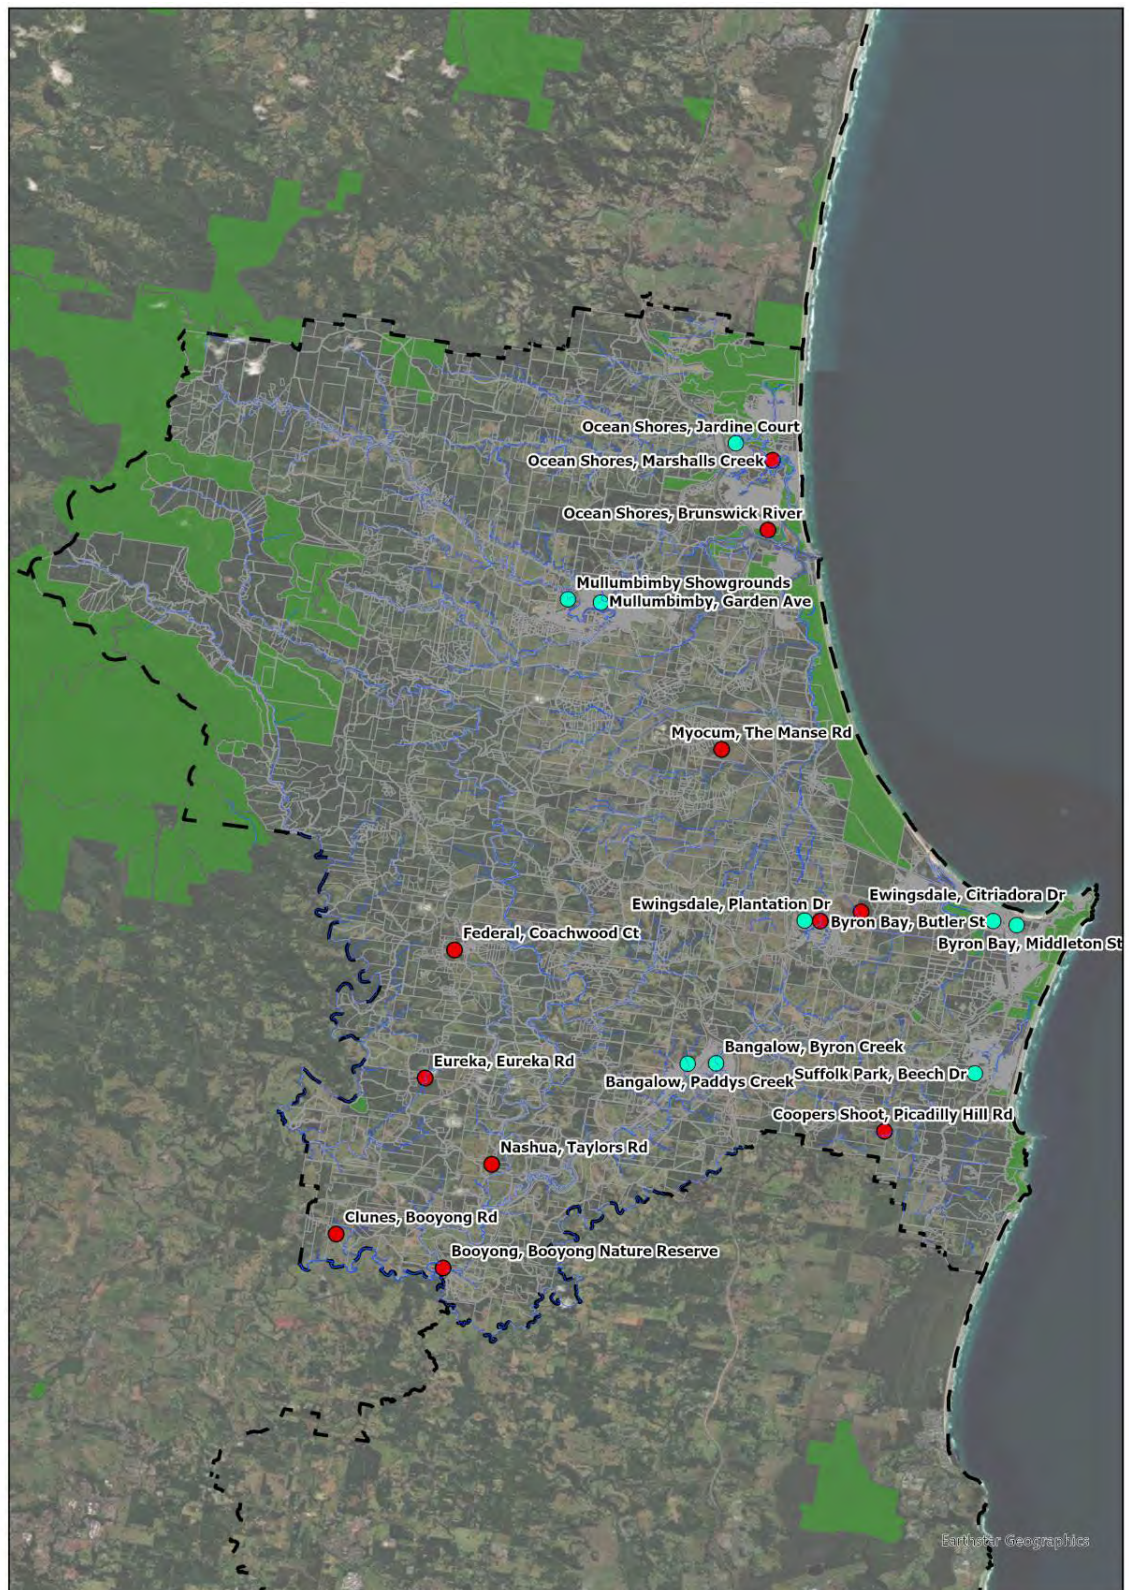 Ocean Shores, Jardine Court
Ocean Shores, Marshalls Creek
Ocean Shores, Brunswick River
Mullumbimby Showgrounds
Mullumbimby, Garden Ave
Myocum, The Manse Rd
Ewingsdale, Citriadora Dr
Ewingsdale, Plantation Dr
Byron Bay, Butler St
Byron Bay, Middleton St
Federal, Coachwood Ct
Bangalow, Byron Creek
Eureka, Eureka Rd
Suffolk Park, Beech Dr
Bangalow, Paddys Creek
Coopers Shoot, Picadilly Hill Rd
Nashua, Taylors Rd
Clunes, Booyong Rd
Booyong, Booyong Nature Reserve
Earthstar Geographics